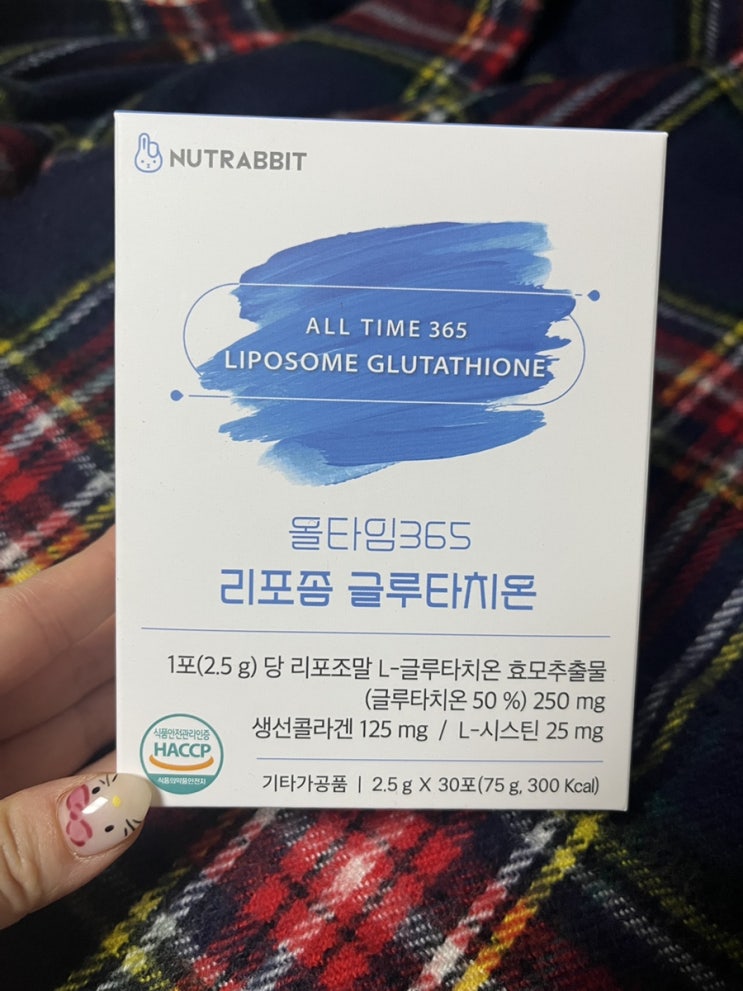 NUTRABBIT
ALL TIME 365
LIPOSOME GLUTATHIONE
올타임365
리포좀 글루타치온
1포(2.5 g) 당 리포조말 L-글루타치온 효모추출물
(글루타치온 50 %) 250 mg
생선콜라겐 125 mg / L-시스틴 25 mg
식품안전관리인증
HACCP
식품의약품안전처
기타가공품 | 2.5 g X 30포(75 g, 300 Kcal)